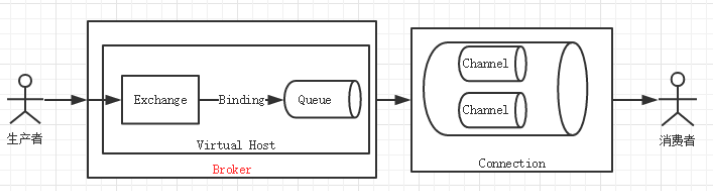 生产者
Exchange
Binding
Queue
Virtual Host
Broker
Channel
Channel
Connection
消费者